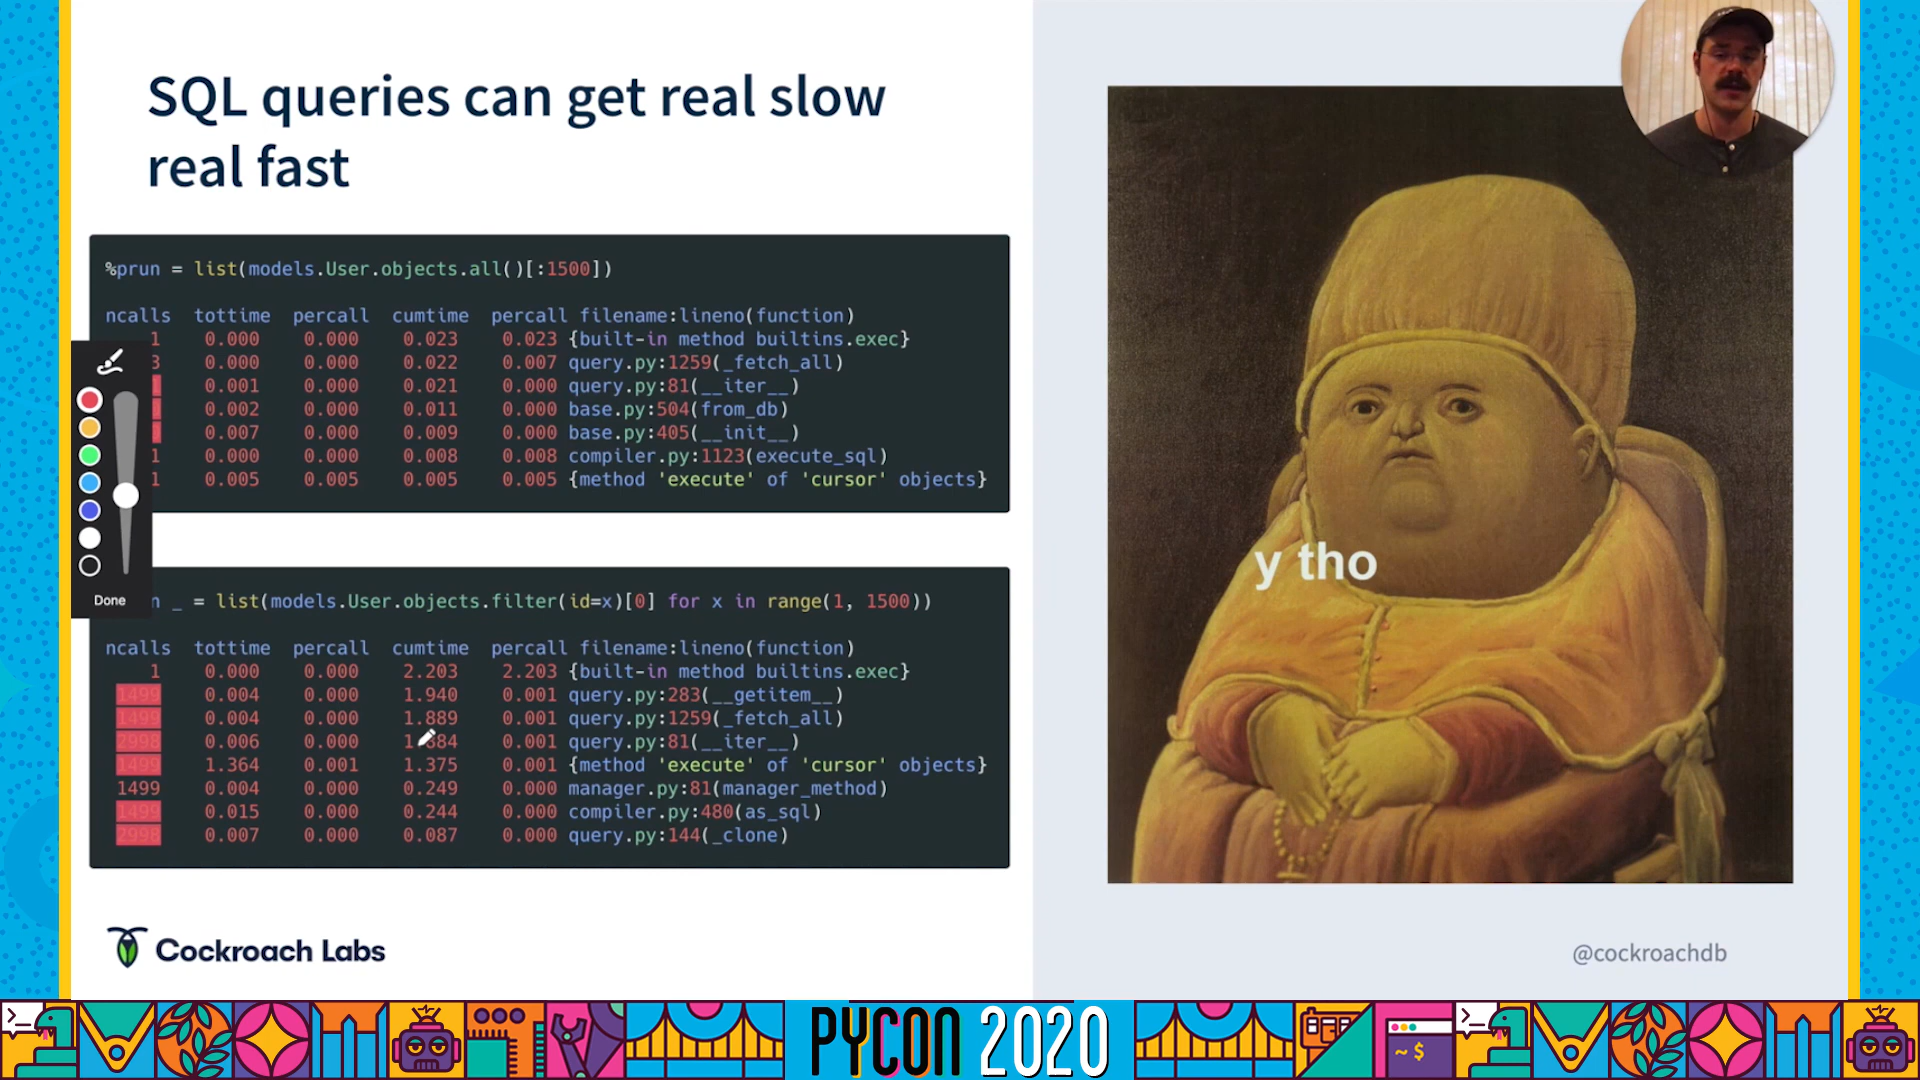 SQL queries can get real slow
real fast
%prun = list(models.User.objects.all()[:1500])
ncalls tottime percall cumtime percall filename:lineno(function)
1 0.000 0.000 0.023 0.023 {built-in method builtins.exec}
3 0.000 0.000 0.022 0.007 query.py:1259(_fetch_all)
0.001 0.000 0.021 0.000 query.py:81(__iter__)
0.002 0.000 0.011 0.000 base.py:504(from_db)
0.007 0.000 0.009 0.000 base.py:405(__init__)
1 0.000 0.000 0.008 0.008 compiler.py:1123(execute_sql)
1 0.005 0.005 0.005 0.005 {method 'execute' of 'cursor' objects}
Done
n _ = list(models.User.objects.filter(id=x)[0] for x in range(1, 1500))
ncalls tottime percall cumtime percall filename:lineno(function)
1 0.000 0.000 2.203 2.203 {built-in method builtins.exec}
1499 0.004 0.000 1.940 0.001 query.py:283(__getitem__)
1499 0.004 0.000 1.889 0.001 query.py:1259(_fetch_all)
2998 0.006 0.000 1.884 0.001 query.py:81(__iter__)
1499 1.364 0.001 1.375 0.001 {method 'execute' of 'cursor' objects}
1499 0.004 0.000 0.249 0.000 manager.py:81(manager_method)
1499 0.015 0.000 0.244 0.000 compiler.py:480(as_sql)
2998 0.007 0.000 0.087 0.000 query.py:144(_clone)
y tho
Cockroach Labs
@cockroachdb
PYCON 2020
>_
>_
~ $